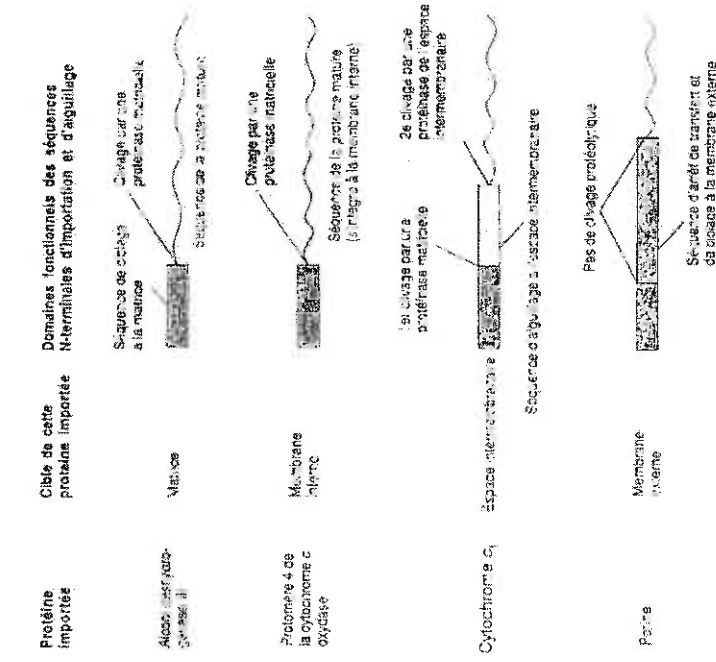 Protéine
importée
Cible de cette
protéine importée
Domaines fonctionnels des séquences
N-terminales d'importation et d'aiguillage
Matrice
Séquence de ciblage
à la matrice
Clivage par une
protéinase matricielle
Séquence de la protéine mature
Protomère 4 de
la cytochrome c
oxydase
Membrane
interne
Clivage par une
protéinase matricielle
Séquence de la protéine mature
(s'intègre à la membrane interne)
Cytochrome c₁
Espace intermembranaire
1er clivage par une
protéinase matricielle
2e clivage par une
protéinase de l'espace
intermembranaire
Séquence d'aiguillage à l'espace intermembranaire
Porine
Membrane
externe
Pas de clivage protéolytique
Séquence d'arrêt de transfert et
de ciblage à la membrane externe